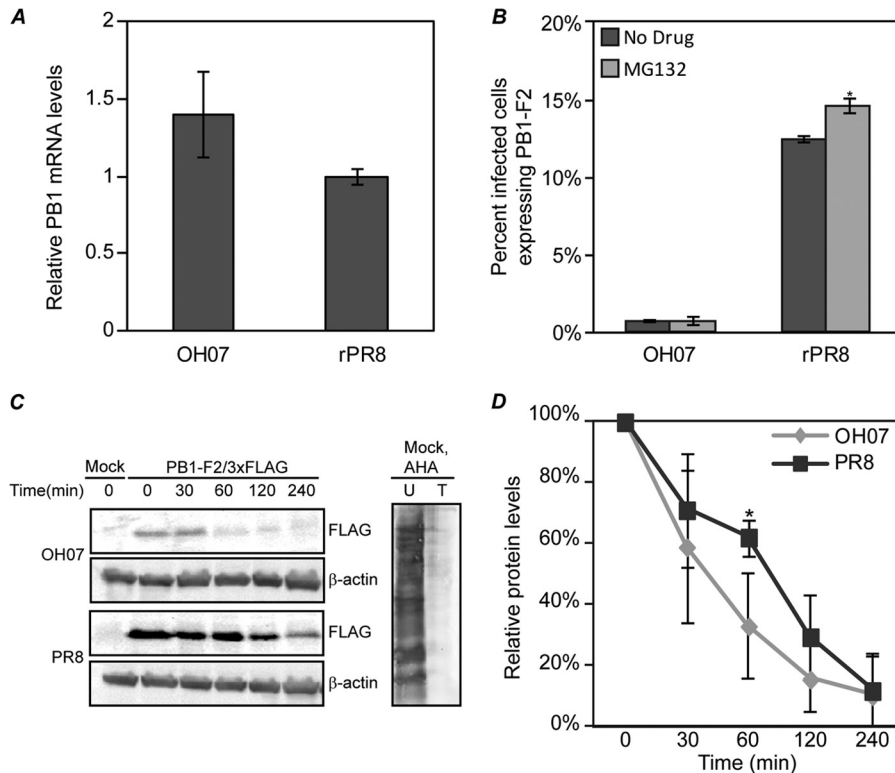 A
Relative PB1 mRNA levels
2
1.5
1
0.5
0
OH07 rPR8
B
Percent infected cells
expressing PB1-F2
20%
15%
10%
5%
0%
No Drug
MG132
*
OH07 rPR8
C
Mock PB1-F2/3xFLAG
Time(min) 0 0 30 60 120 240
OH07
FLAG
β-actin
PR8
FLAG
β-actin
Mock,
AHA
U T
D
Relative protein levels
100%
80%
60%
40%
20%
0%
OH07
PR8
*
0 30 60 120 240
Time (min)